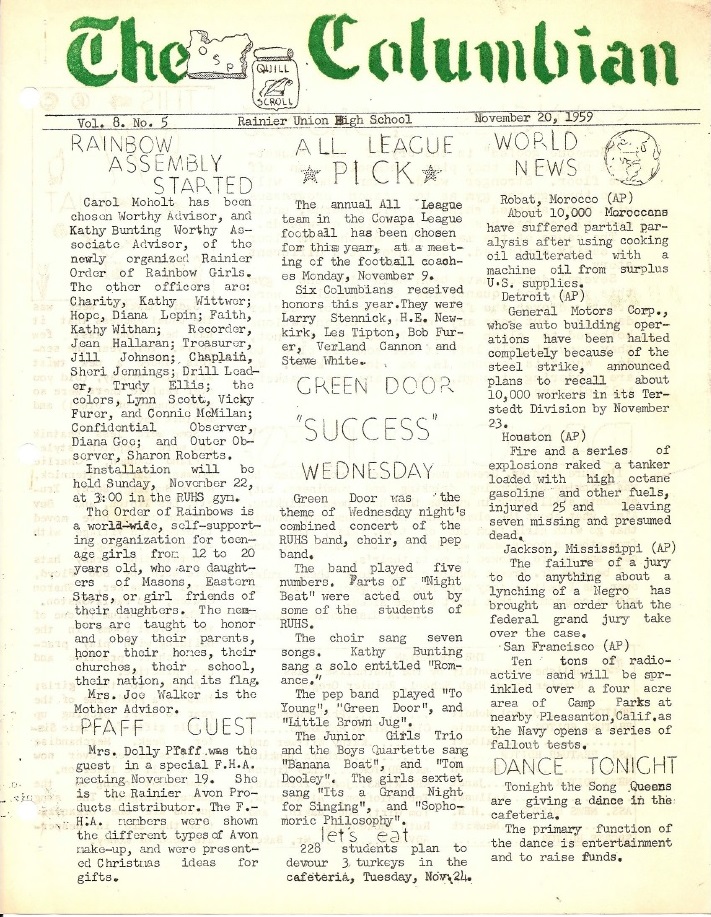 The Columbian
O S P
QUILL
SCROLL
Vol. 8. No. 5 Rainier Union High School November 20, 1959
RAINBOW
ASSEMBLY
STARTED
Carol Moholt has been
chosen Worthy Advisor, and
Kathy Bunting Worthy As-
sociate Advisor, of the
newly organized Rainier
Order of Rainbow Girls.
The other officers are:
Charity, Kathy Wittwer;
Hope, Diana Lepin; Faith,
Kathy Withan; Recorder,
Jean Hallaran; Treasurer,
Jill Johnson; Chaplain,
Sheri Jennings; Drill Lead-
er, Trudy Ellis; the
colors, Lynn Scott, Vicky
Furer, and Connie McMilan;
Confidential Observer,
Diana Goe; and Outer Ob-
server, Sharon Roberts.
Installation will be
held Sunday, November 22,
at 3:00 in the RUHS gym.
The Order of Rainbows is
a world-wide, self-support-
ing organization for teen-
age girls from 12 to 20
years old, who are daught-
ers of Masons, Eastern
Stars, or girl friends of
their daughters. The mem-
bers are taught to honor
and obey their parents,
honor their homes, their
churches, their school,
their nation, and its flag.
Mrs. Joe Walker is the
Mother Advisor.
PFAFF GUEST
Mrs. Dolly Pfaff was the
guest in a special F.H.A.
meeting November 19. She
is the Rainier Avon Pro-
ducts distributor. The F.-
H.A. members were shown
the different types of Avon
make-up, and were present-
ed Christmas ideas for
gifts.
ALL LEAGUE
PICK
The annual All League
team in the Cowapa League
football has been chosen
for this year, at a meet-
ing of the football coach-
es Monday, November 9.
Six Columbians received
honors this year. They were
Larry Stennick, H.E. New-
kirk, Les Tipton, Bob Fur-
er, Verland Cannon and
Steve White.
GREEN DOOR
"SUCCESS"
WEDNESDAY
Green Door was the
theme of Wednesday night's
combined concert of the
RUHS band, choir, and pep
band.
The band played five
numbers. Parts of "Night
Beat" were acted out by
some of the students of
RUHS.
The choir sang seven
songs. Kathy Bunting
sang a solo entitled "Rom-
ance."
The pep band played "To
Young", "Green Door", and
"Little Brown Jug".
The Junior Girls Trio
and the Boys Quartette sang
"Banana Boat", and "Tom
Dooley". The girls sextet
sang "Its a Grand Night
for Singing", and "Sopho-
moric Philosophy".
let's eat
228 students plan to
devour 3 turkeys in the
cafeteria, Tuesday, Nov. 24.
WORLD
NEWS
Robat, Morocco (AP)
About 10,000 Moroccans
have suffered partial par-
alysis after using cooking
oil adulterated with a
machine oil from surplus
U.S. supplies.
Detroit (AP)
General Motors Corp.,
whose auto building oper-
ations have been halted
completely because of the
steel strike, announced
plans to recall about
10,000 workers in its Ter-
stedt Division by November
23.
Houston (AP)
Fire and a series of
explosions raked a tanker
loaded with high octane
gasoline and other fuels,
injured 25 and leaving
seven missing and presumed
dead.
Jackson, Mississippi (AP)
The failure of a jury
to do anything about a
lynching of a Negro has
brought an order that the
federal grand jury take
over the case.
San Francisco (AP)
Ten tons of radio-
active sand will be spr-
inkled over a four acre
area of Camp Parks at
nearby Pleasanton, Calif. as
the Navy opens a series of
fallout tests.
DANCE TONIGHT
Tonight the Song Queens
are giving a dance in the
cafeteria.
The primary function of
the dance is entertainment
and to raise funds.